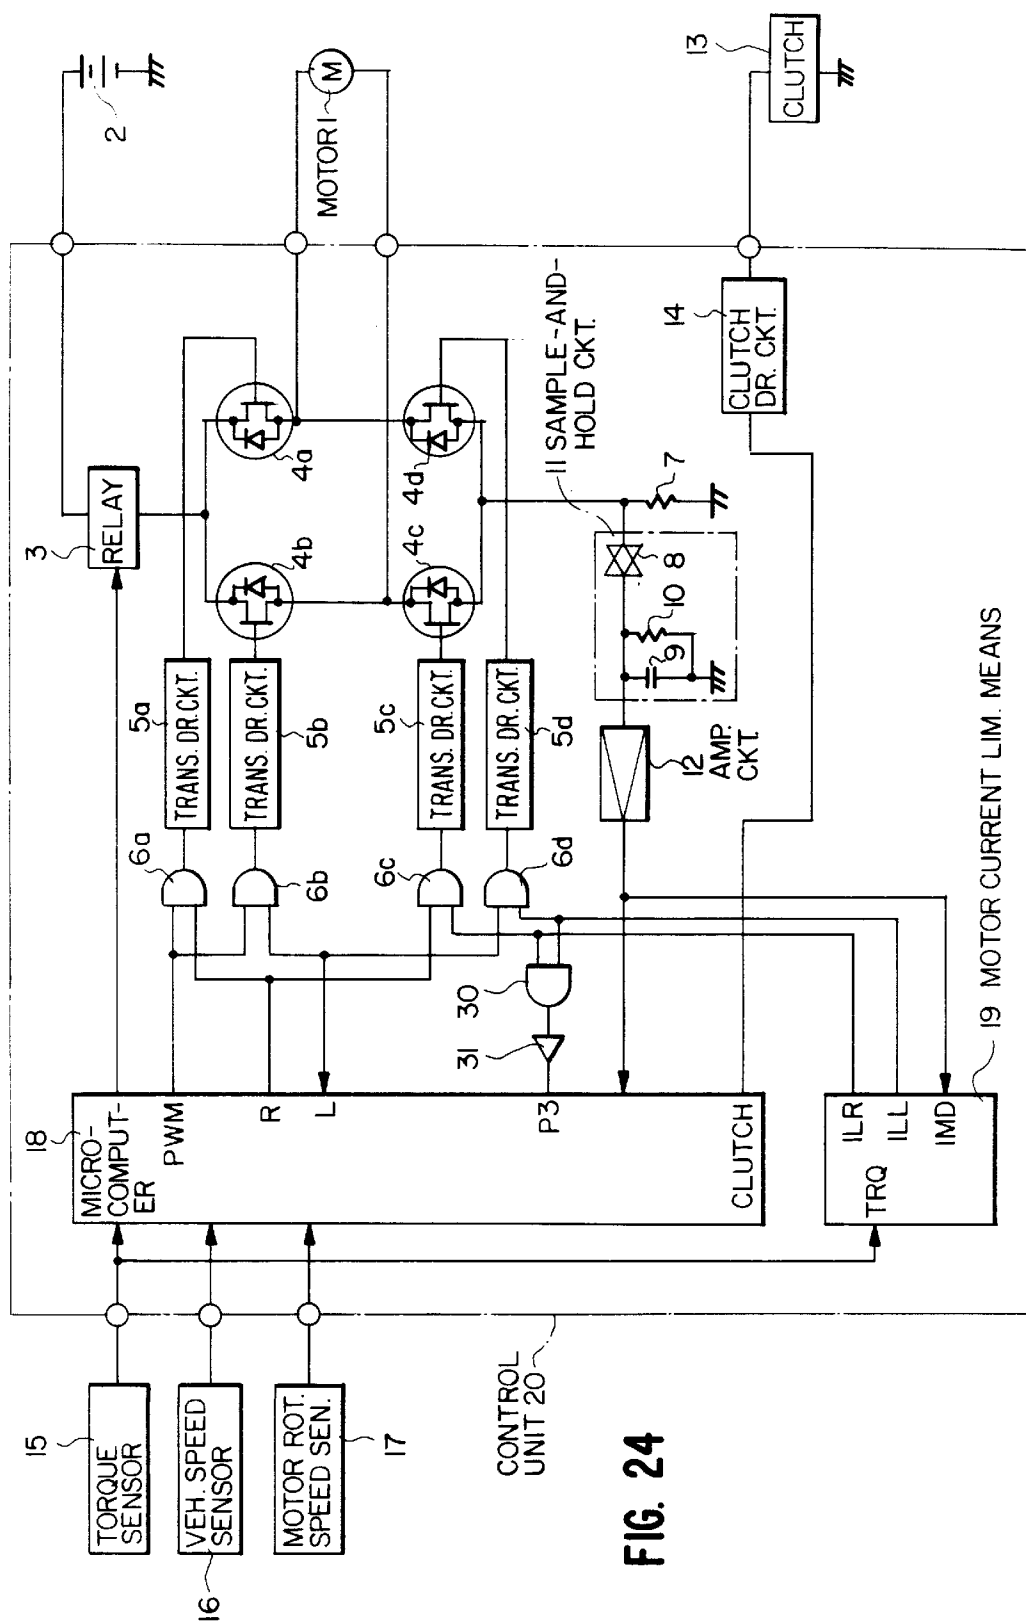 15
TORQUE
SENSOR
VEH. SPEED
SENSOR
16
MOTOR ROT.
SPEED SEN.
17
CONTROL
UNIT 20
FIG. 24
18
MICRO-
COMPUT-
ER
PWM
R
L
P3
CLUTCH
TRQ
ILR
ILL
IMD
19 MOTOR CURRENT LIM. MEANS
6a
6b
6c
6d
30
31
5a
TRANS. DR.CKT.
TRANS. DR.CKT.
5b
5c
TRANS. DR.CKT.
TRANS. DR.CKT.
5d
12
AMP.
CKT.
3
RELAY
4a
4b
4c
4d
11 SAMPLE-AND-
HOLD CKT.
7
8
10
9
14
CLUTCH
DR. CKT.
2
MOTOR 1
M
13
CLUTCH